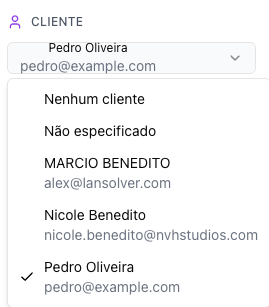 CLIENTE
Pedro Oliveira
pedro@example.com
Nenhum cliente
Não especificado
MARCIO BENEDITO
alex@lansolver.com
Nicole Benedito
nicole.benedito@nvhstudios.com
Pedro Oliveira
pedro@example.com